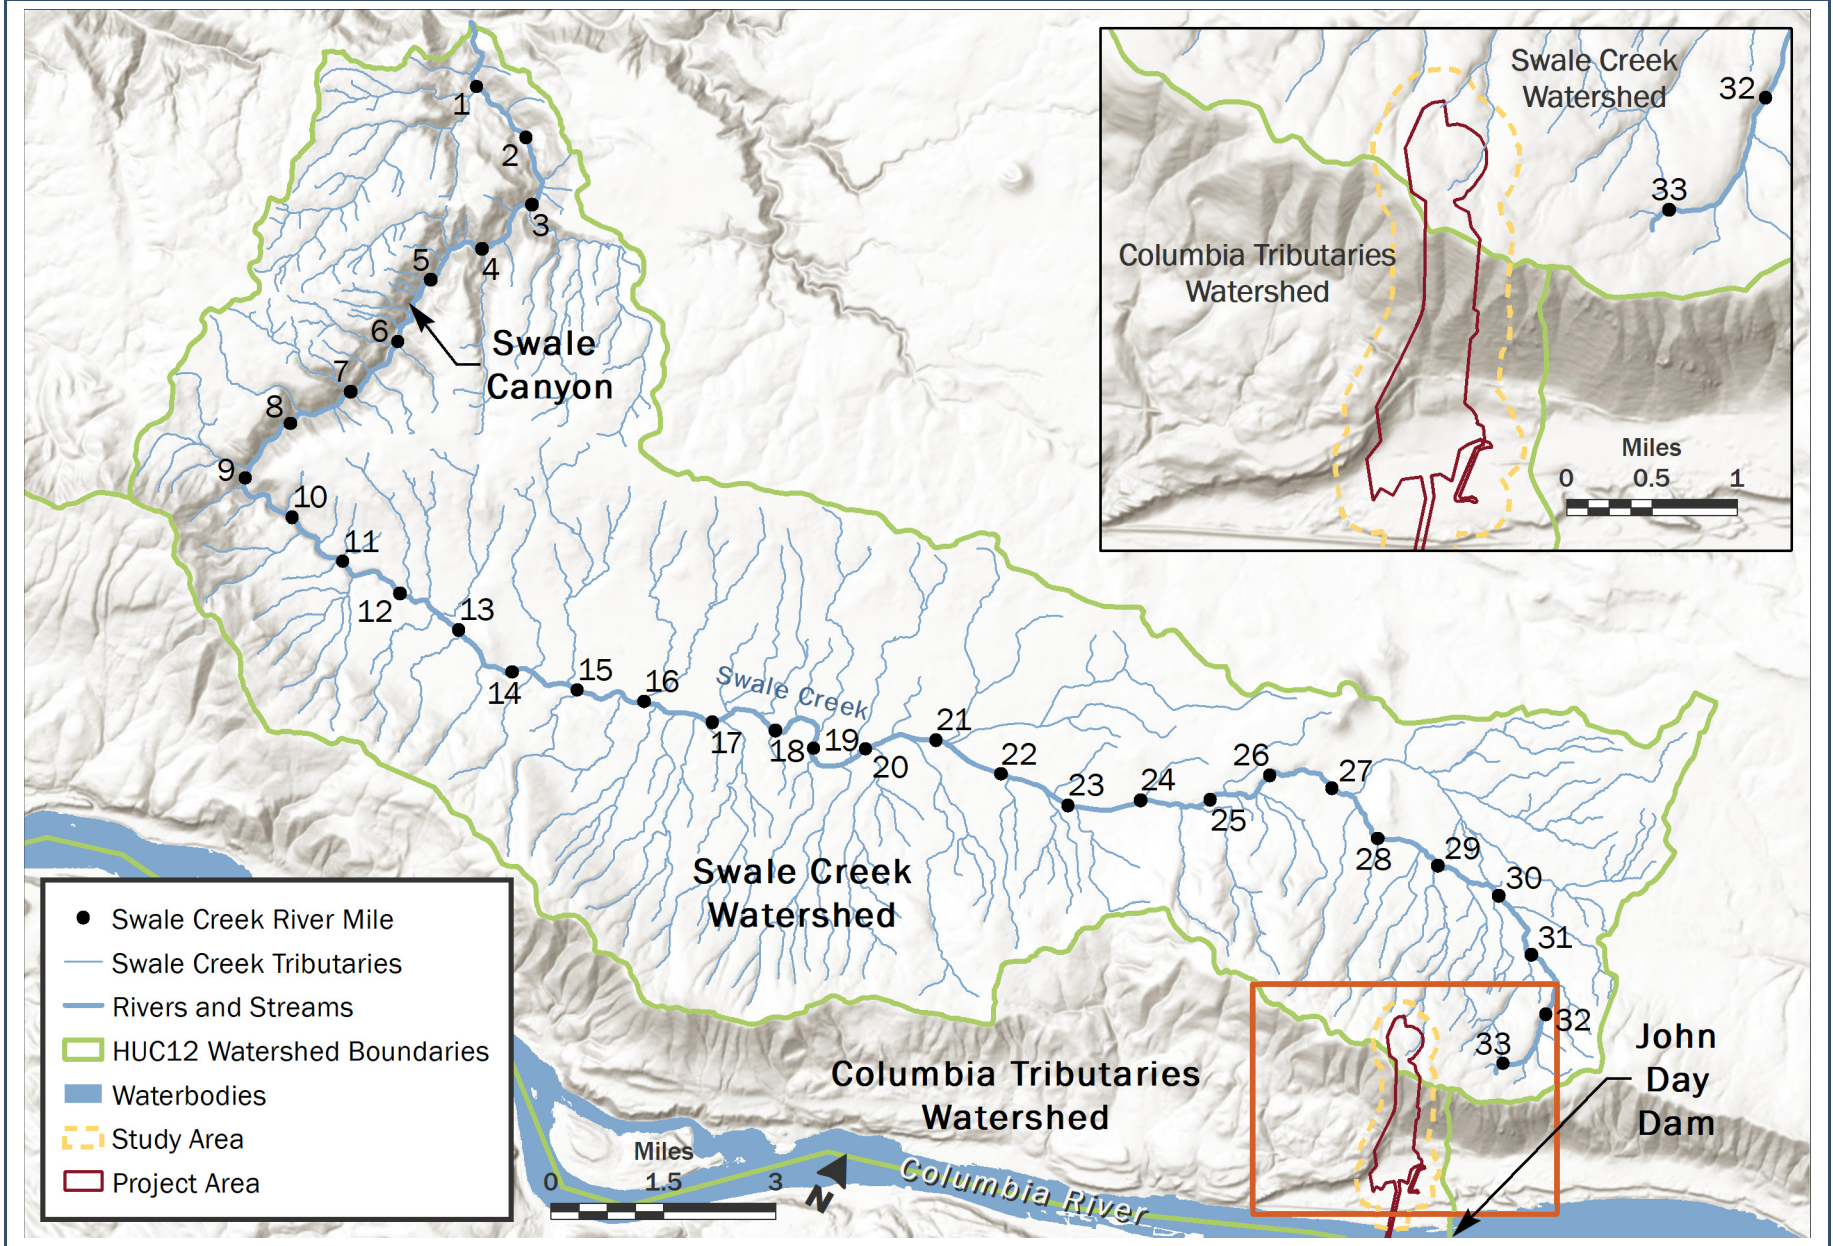 1
2
3
4
5
6
7
8
9
10
11
12
13
14
15
16
17
18
19
20
21
22
23
24
25
26
27
28
29
30
31
32
33
Swale
Canyon
Swale Creek
Swale Creek
Watershed
Columbia Tributaries
Watershed
Columbia River
John
Day
Dam
Miles
0 1.5 3
N
Swale Creek
Watershed
32
33
Columbia Tributaries
Watershed
Miles
0 0.5 1
Swale Creek River Mile
Swale Creek Tributaries
Rivers and Streams
HUC12 Watershed Boundaries
Waterbodies
Study Area
Project Area